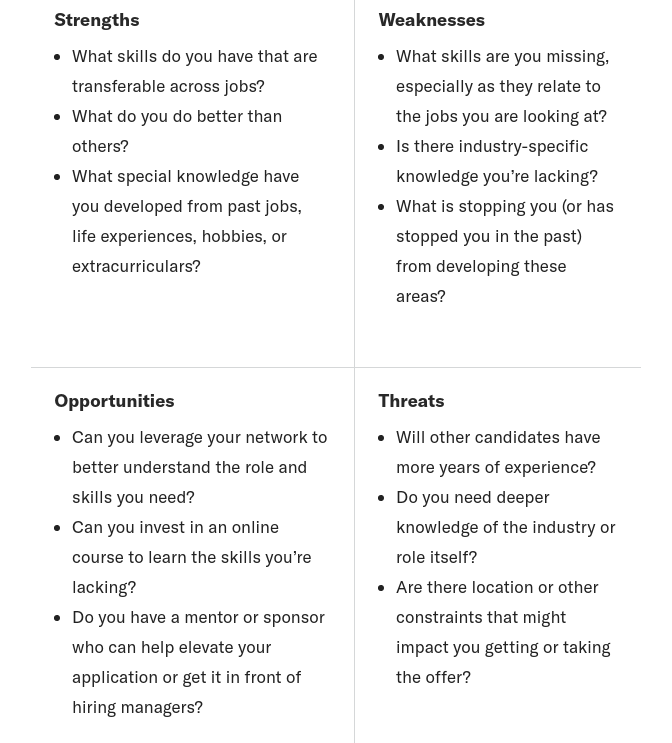 Strengths
• What skills do you have that are
transferable across jobs?
• What do you do better than
others?
• What special knowledge have
you developed from past jobs,
life experiences, hobbies, or
extracurriculars?
Weaknesses
• What skills are you missing,
especially as they relate to
the jobs you are looking at?
• Is there industry-specific
knowledge you’re lacking?
• What is stopping you (or has
stopped you in the past)
from developing these
areas?
Opportunities
• Can you leverage your network to
better understand the role and
skills you need?
• Can you invest in an online
course to learn the skills you’re
lacking?
• Do you have a mentor or sponsor
who can help elevate your
application or get it in front of
hiring managers?
Threats
• Will other candidates have
more years of experience?
• Do you need deeper
knowledge of the industry or
role itself?
• Are there location or other
constraints that might
impact you getting or taking
the offer?